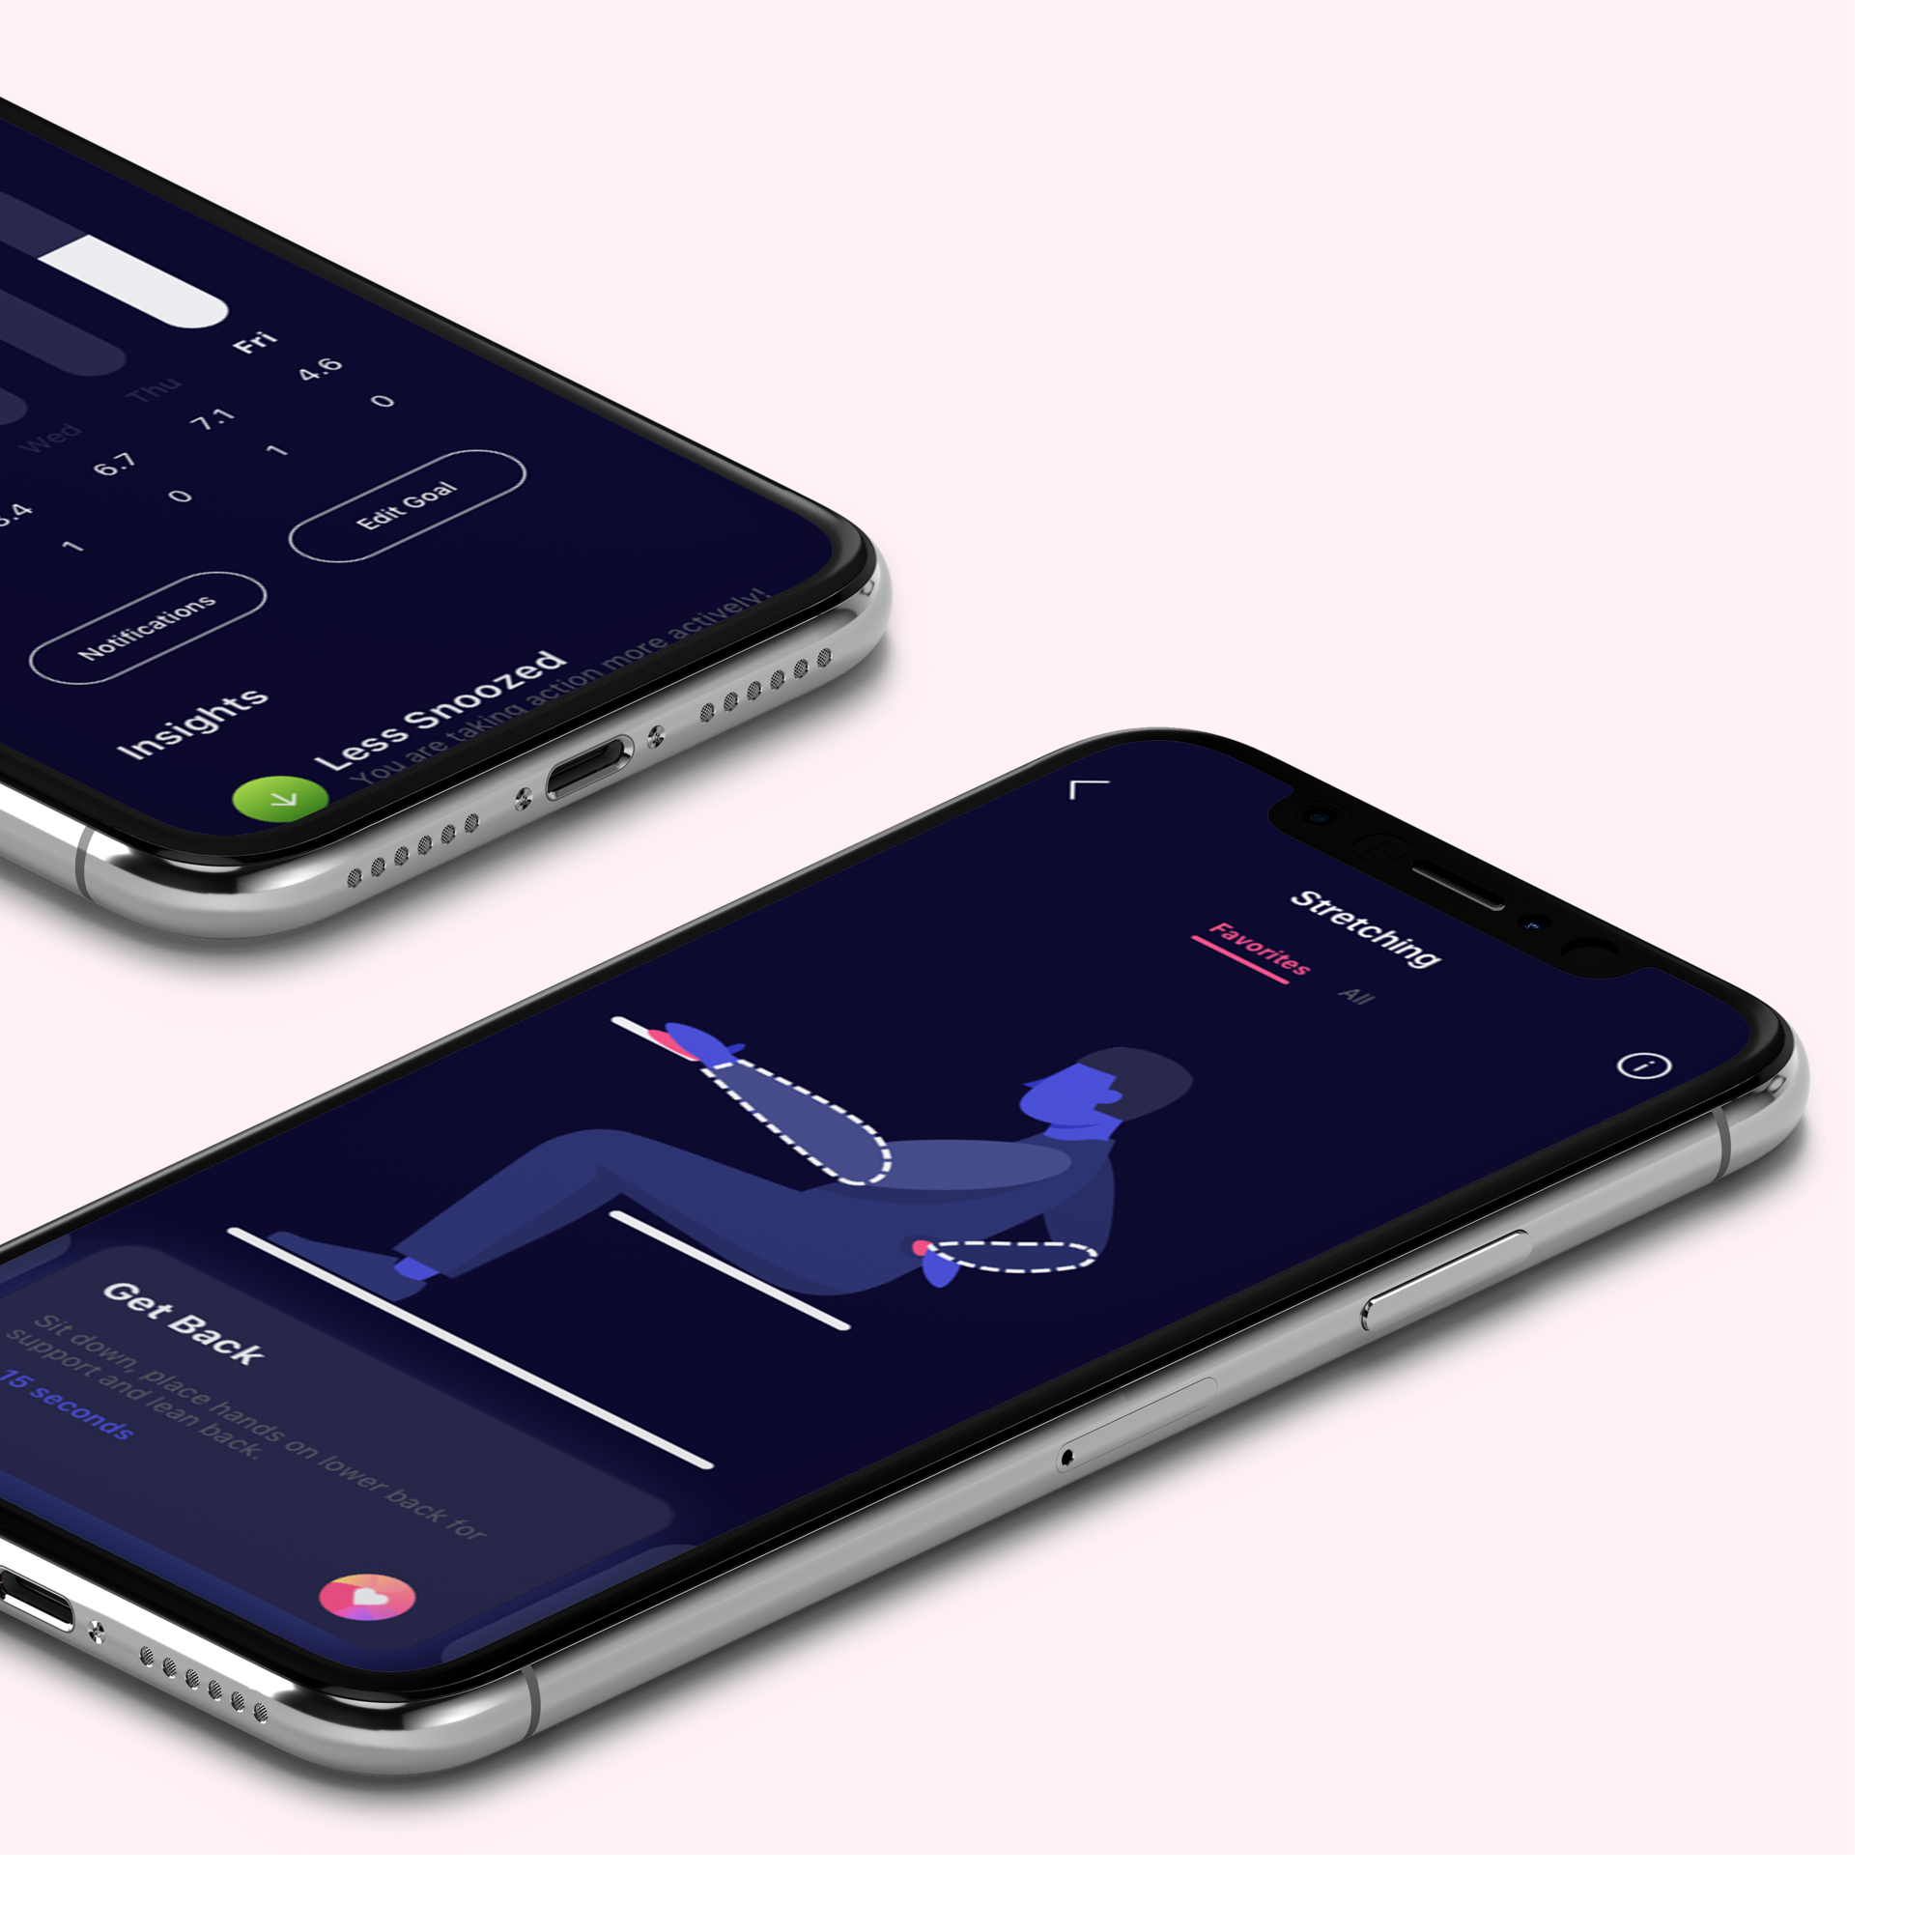 Wed Thu Fri
6.7 7.1 4.6
1 0 1 0
Notifications
Edit Goal
Insights
Less Snoozed
You are taking action more actively!
Stretching
Favorites
All
Get Back
Sit down, place hands on lower back for
support and lean back.
15 seconds